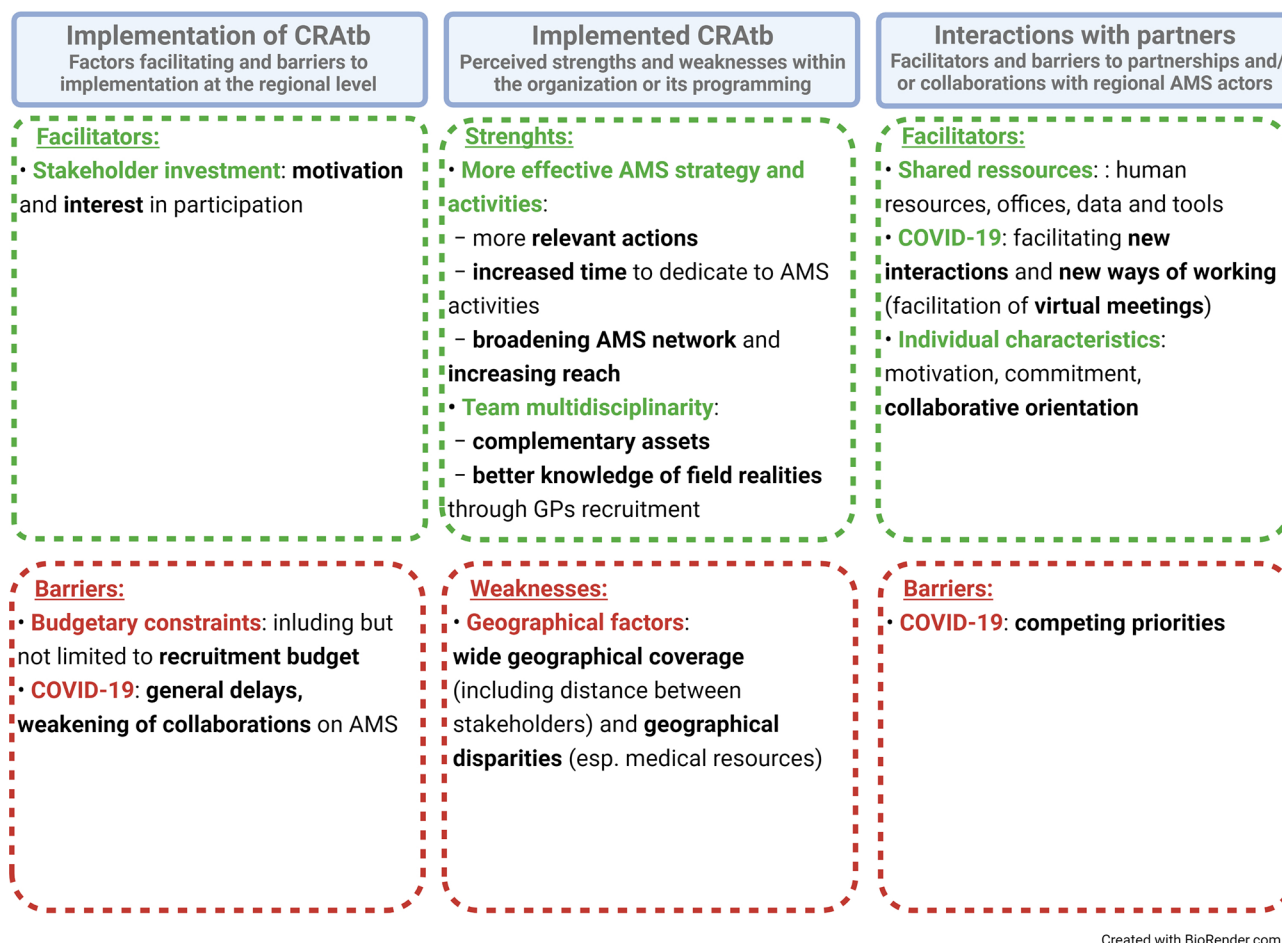 Implementation of CRAtb
Factors facilitating and barriers to
implementation at the regional level
Facilitators:
• Stakeholder investment: motivation
and interest in participation
Barriers:
• Budgetary constraints: inluding but
not limited to recruitment budget
• COVID-19: general delays,
weakening of collaborations on AMS
Implemented CRAtb
Perceived strengths and weaknesses within
the organization or its programming
Strenghts:
• More effective AMS strategy and
activities:
– more relevant actions
– increased time to dedicate to AMS
activities
– broadening AMS network and
increasing reach
• Team multidisciplinarity:
– complementary assets
– better knowledge of field realities
through GPs recruitment
Weaknesses:
• Geographical factors:
wide geographical coverage
(including distance between
stakeholders) and geographical
disparities (esp. medical resources)
Interactions with partners
Facilitators and barriers to partnerships and/
or collaborations with regional AMS actors
Facilitators:
• Shared ressources: : human
resources, offices, data and tools
• COVID-19: facilitating new
interactions and new ways of working
(facilitation of virtual meetings)
• Individual characteristics:
motivation, commitment,
collaborative orientation
Barriers:
• COVID-19: competing priorities
Created with BioRender.com